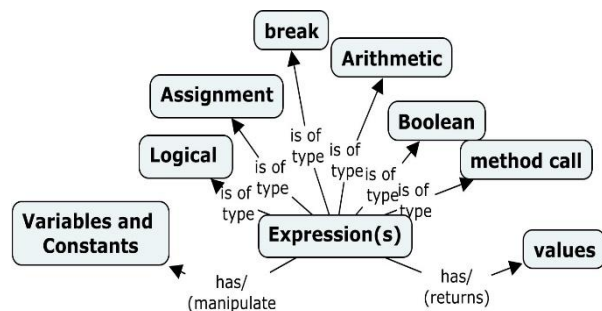 break
Arithmetic
Assignment
Boolean
Logical
method call
is of
type
is of
type
is of
type
is of
type
is of
type
is of
type
Variables and
Constants
Expression(s)
values
has/
(manipulate
has/
(returns)